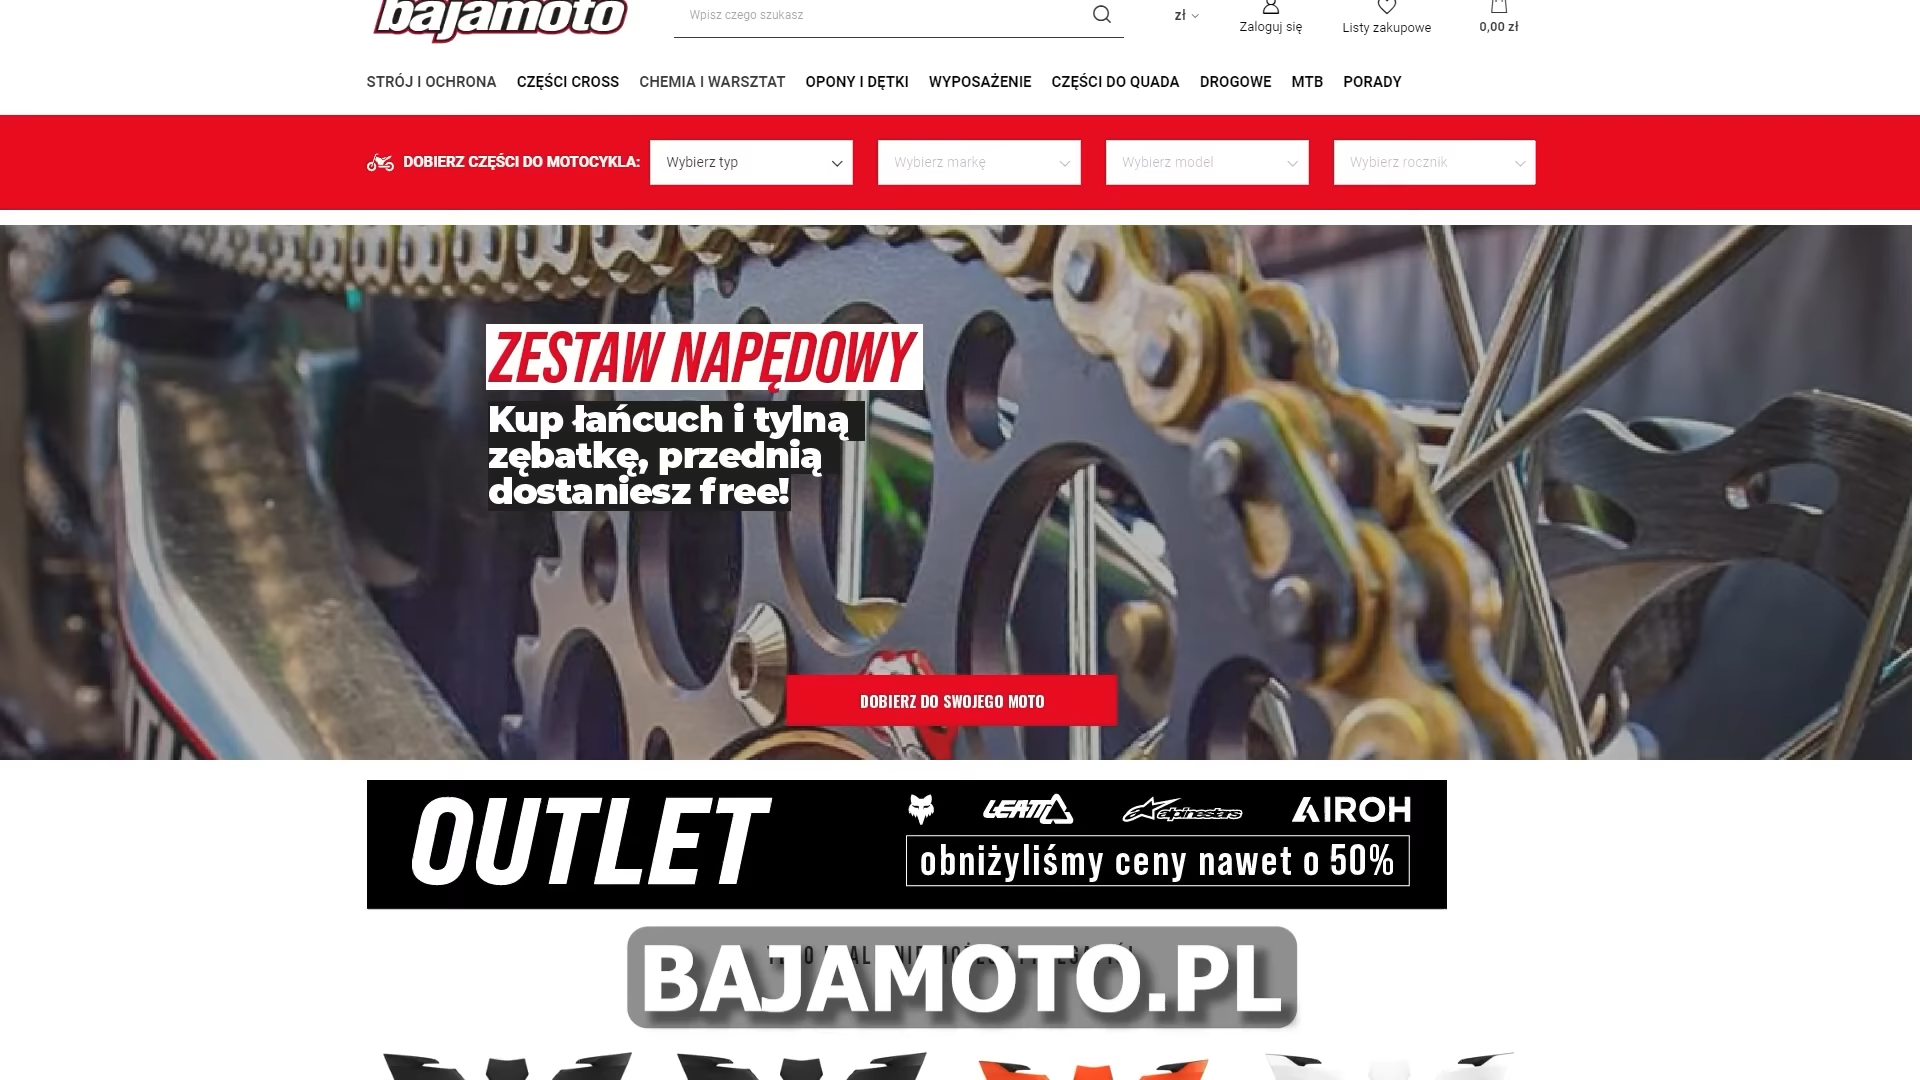 bajamoto
Wpisz czego szukasz
zł
Zaloguj się
Listy zakupowe
0,00 zł
STRÓJ I OCHRONA CZĘŚCI CROSS CHEMIA I WARSZTAT OPONY I DĘTKI WYPOSAŻENIE CZĘŚCI DO QUADA DROGOWE MTB PORADY
DOBIERZ CZĘŚCI DO MOTOCYKLA: Wybierz typ Wybierz markę Wybierz model Wybierz rocznik
ZESTAW NAPĘDOWY
Kup łańcuch i tylną
zębatkę, przednią
dostaniesz free!
DOBIERZ DO SWOJEGO MOTO
OUTLET
LEATT alpinestars AIROH
obniżyliśmy ceny nawet o 50%
BAJAMOTO.PL